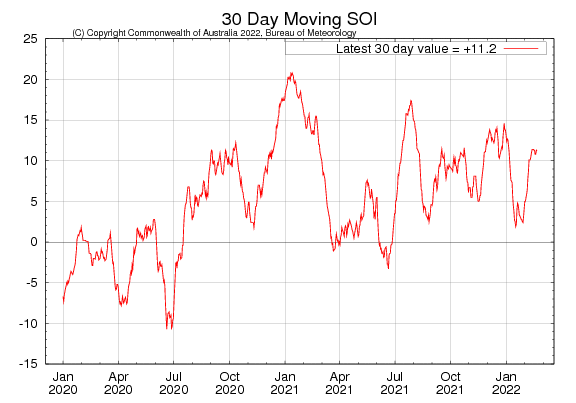 30 Day Moving SOI
(C) Copyright Commonwealth of Australia 2022, Bureau of Meteorology
Latest 30 day value = +11.2
25
20
15
10
5
0
-5
-10
-15
Jan Apr Jul Oct Jan Apr Jul Oct Jan
2020 2020 2020 2020 2021 2021 2021 2021 2022